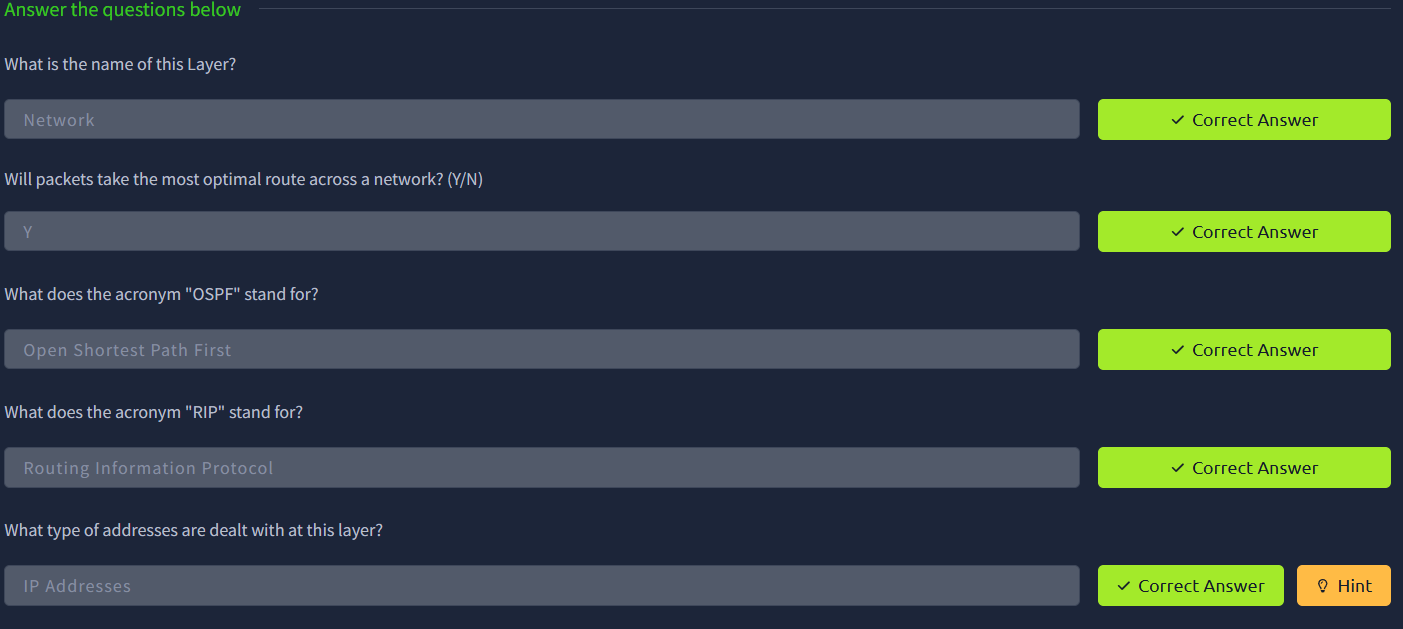 Answer the questions below
What is the name of this Layer?
Network
✓ Correct Answer
Will packets take the most optimal route across a network? (Y/N)
Y
✓ Correct Answer
What does the acronym "OSPF" stand for?
Open Shortest Path First
✓ Correct Answer
What does the acronym "RIP" stand for?
Routing Information Protocol
✓ Correct Answer
What type of addresses are dealt with at this layer?
IP Addresses
✓ Correct Answer
Hint